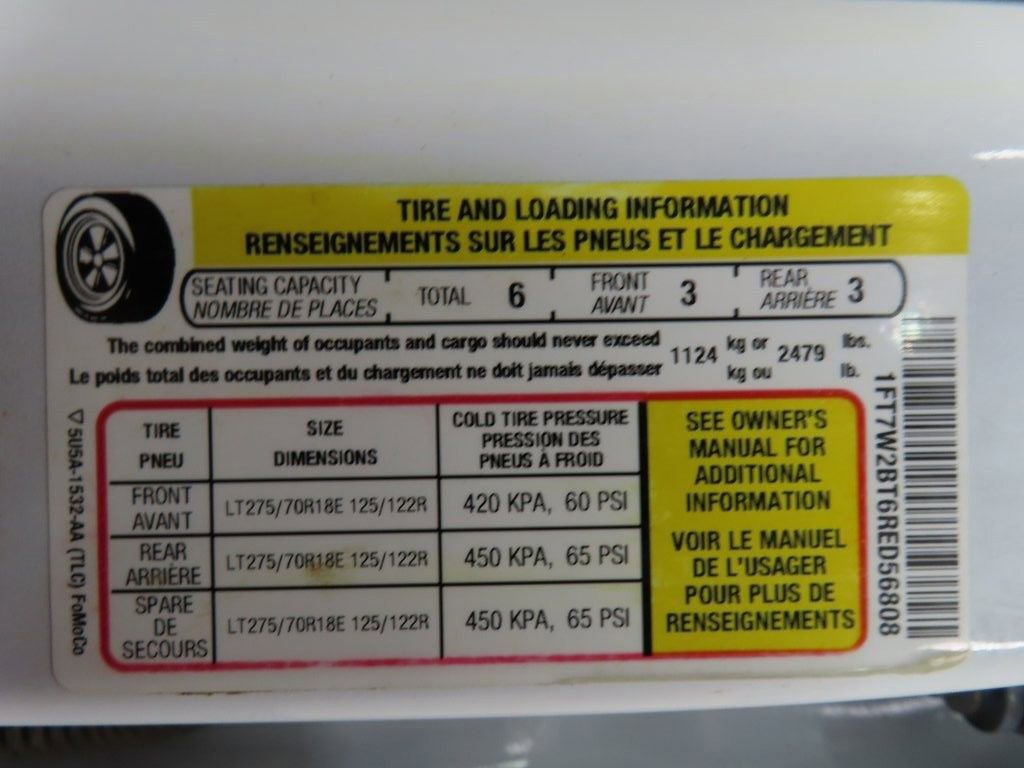 TIRE AND LOADING INFORMATION
RENSEIGNEMENTS SUR LES PNEUS ET LE CHARGEMENT
SEATING CAPACITY
NOMBRE DE PLACES
TOTAL 6
FRONT
AVANT
3
REAR
ARRIÈRE
3
The combined weight of occupants and cargo should never exceed
Le poids total des occupants et du chargement ne doit jamais dépasser
1124
kg or
kg ou
2479
lbs.
lb.
TIRE
PNEU
SIZE
DIMENSIONS
COLD TIRE PRESSURE
PRESSION DES
PNEUS À FROID
FRONT
AVANT
LT275/70R18E 125/122R
420 KPA, 60 PSI
REAR
ARRIÈRE
LT275/70R18E 125/122R
450 KPA, 65 PSI
SPARE
DE
SECOURS
LT275/70R18E 125/122R
450 KPA, 65 PSI
SEE OWNER'S
MANUAL FOR
ADDITIONAL
INFORMATION
VOIR LE MANUEL
DE L'USAGER
POUR PLUS DE
RENSEIGNEMENTS
1FT7W2BT6RED56808
5U5A-1532-AA (TLC) FoMoCo